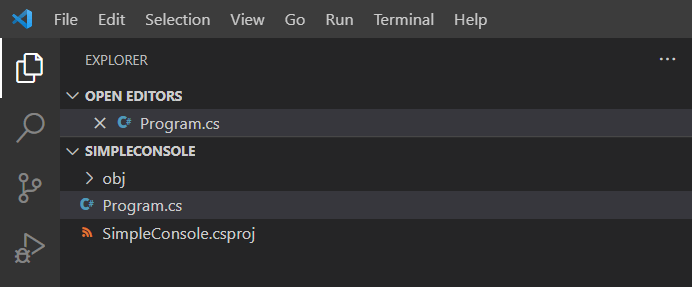 File Edit Selection View Go Run Terminal Help
EXPLORER
OPEN EDITORS
C# Program.cs
SIMPLECONSOLE
obj
C# Program.cs
SimpleConsole.csproj